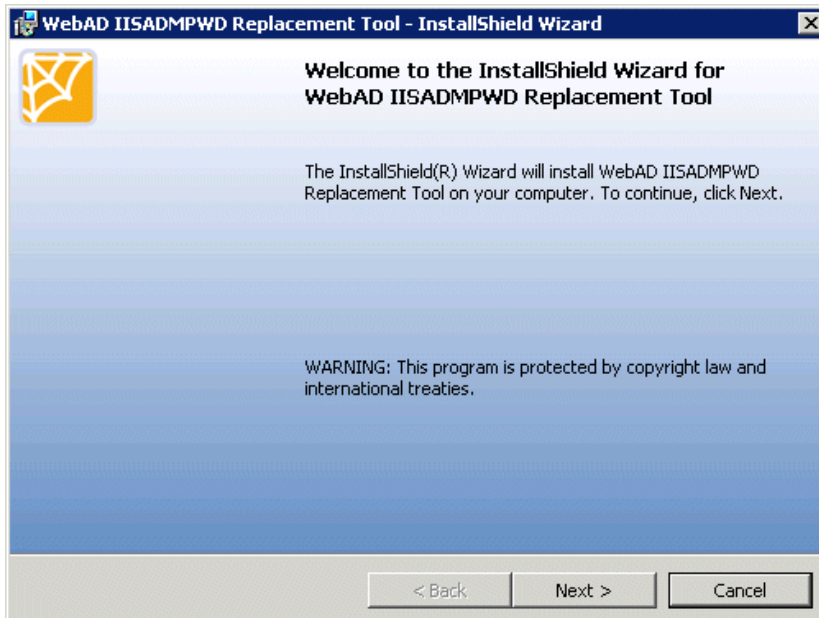 WebAD IISADMPWD Replacement Tool - InstallShield Wizard
Welcome to the InstallShield Wizard for
WebAD IISADMPWD Replacement Tool
The InstallShield(R) Wizard will install WebAD IISADMPWD
Replacement Tool on your computer. To continue, click Next.
WARNING: This program is protected by copyright law and
international treaties.
< Back
Next >
Cancel